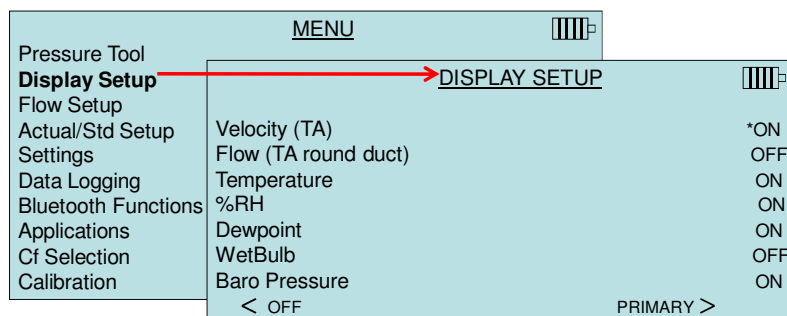 MENU
Pressure Tool
Display Setup
Flow Setup
Actual/Std Setup
Settings
Data Logging
Bluetooth Functions
Applications
Cf Selection
Calibration
DISPLAY SETUP
Velocity (TA) *ON
Flow (TA round duct) OFF
Temperature ON
%RH ON
Dewpoint ON
WetBulb OFF
Baro Pressure ON
< OFF PRIMARY >